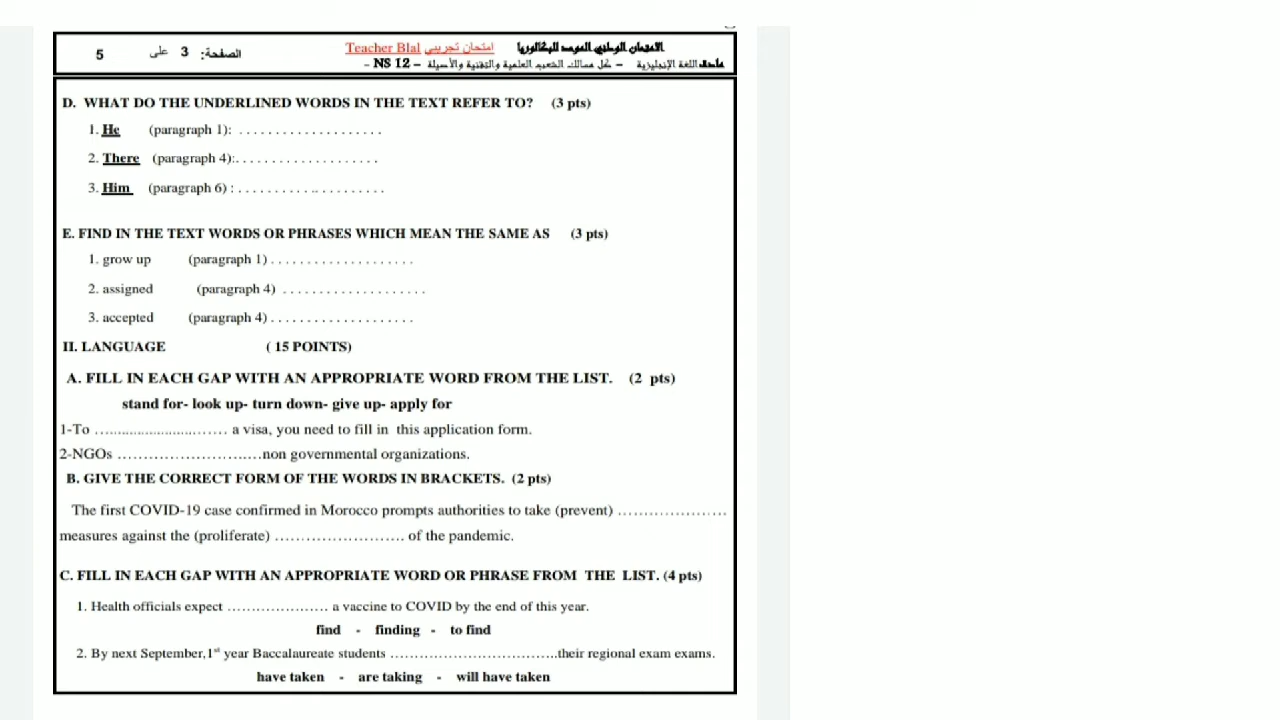 الامتحان الوطني الموحد للبكالوريا امتحان تجريبي Teacher Blal الصفحة: 3 على 5
مادة اللغة الإنجليزية – كل مسالك الشعب العلمية والتقنية والأصيلة – NS 12 -
D. WHAT DO THE UNDERLINED WORDS IN THE TEXT REFER TO? (3 pts)
1. He (paragraph 1): . . . . . . . . . . . . . . . . . . . .
2. There (paragraph 4):. . . . . . . . . . . . . . . . . . . .
3. Him (paragraph 6) : . . . . . . . . . . . .. . . . . . . . . .
E. FIND IN THE TEXT WORDS OR PHRASES WHICH MEAN THE SAME AS (3 pts)
1. grow up (paragraph 1) . . . . . . . . . . . . . . . . . . . .
2. assigned (paragraph 4) . . . . . . . . . . . . . . . . . . . .
3. accepted (paragraph 4) . . . . . . . . . . . . . . . . . . . .
II. LANGUAGE ( 15 POINTS)
A. FILL IN EACH GAP WITH AN APPROPRIATE WORD FROM THE LIST. (2 pts)
stand for- look up- turn down- give up- apply for
1-To ………………………… a visa, you need to fill in this application form.
2-NGOs ……………………….non governmental organizations.
B. GIVE THE CORRECT FORM OF THE WORDS IN BRACKETS. (2 pts)
The first COVID-19 case confirmed in Morocco prompts authorities to take (prevent) …………………
measures against the (proliferate) ……………………. of the pandemic.
C. FILL IN EACH GAP WITH AN APPROPRIATE WORD OR PHRASE FROM THE LIST. (4 pts)
1. Health officials expect ………………… a vaccine to COVID by the end of this year.
find - finding - to find
2. By next September,1st year Baccalaureate students ……………………………..their regional exam exams.
have taken - are taking - will have taken